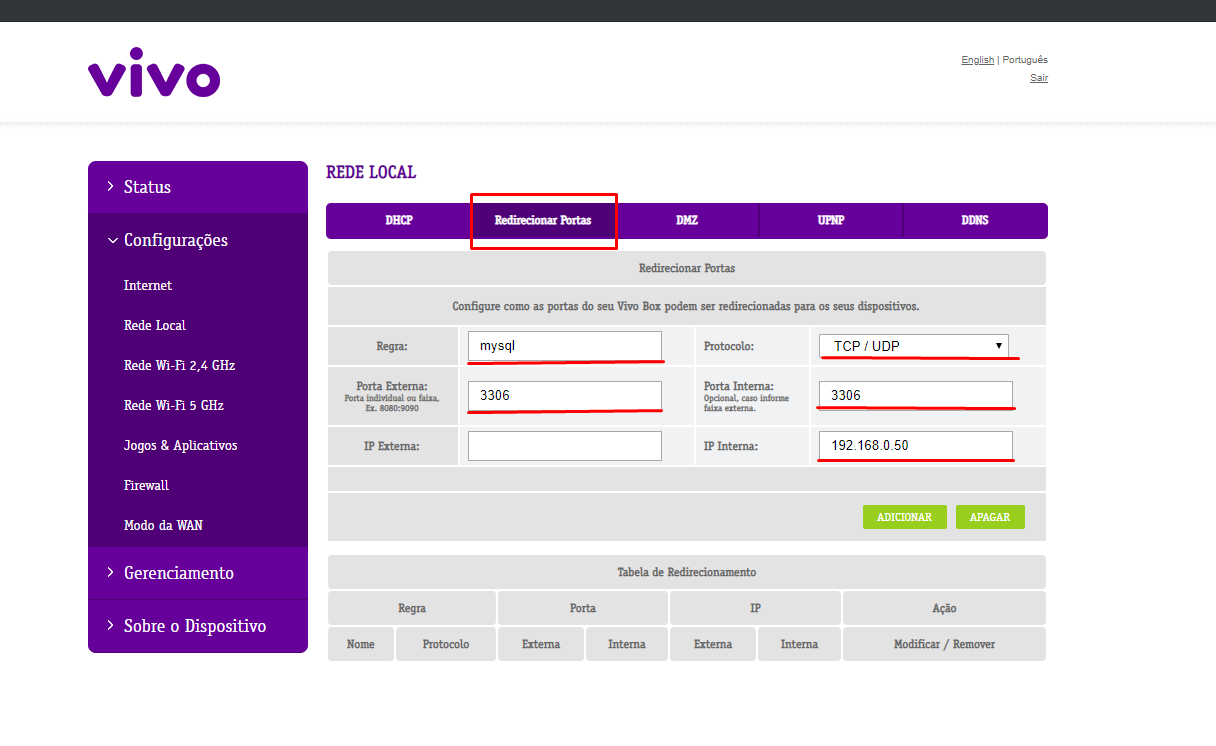 vivo
English | Português
Sair
Status
Configurações
Internet
Rede Local
Rede Wi-Fi 2,4 GHz
Rede Wi-Fi 5 GHz
Jogos & Aplicativos
Firewall
Modo da WAN
Gerenciamento
Sobre o Dispositivo
REDE LOCAL
DHCP Redirecionar Portas DMZ UPNP DDNS
Redirecionar Portas
Configure como as portas do seu Vivo Box podem ser redirecionadas para os seus dispositivos.
Regra: mysql Protocolo: TCP / UDP
Porta Externa:
Porta individual ou faixa,
Ex. 8080:9090
3306
Porta Interna:
Opcional, caso informe
faixa externa.
3306
IP Externa: IP Interna: 192.168.0.50
ADICIONAR APAGAR
Tabela de Redirecionamento
Regra Porta IP Ação
Nome Protocolo Externa Interna Externa Interna Modificar / Remover